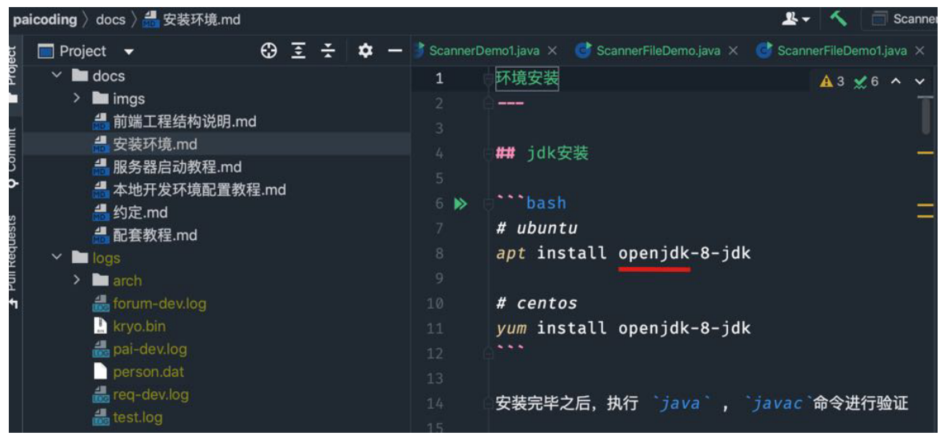 paicoding 〉 docs 〉 安装环境.md
Scanner
Project
ScannerDemo1.java × ScannerFileDemo.java × ScannerFileDemo1.java ×
Project
Commit
Pull Requests
docs
imgs
前端工程结构说明.md
安装环境.md
服务器启动教程.md
本地开发环境配置教程.md
约定.md
配套教程.md
logs
arch
forum-dev.log
kryo.bin
pai-dev.log
person.dat
req-dev.log
test.log
3 6
1 环境安装
2 ---
3
4 ## jdk安装
5
6 ```bash
7 # ubuntu
8 apt install openjdk-8-jdk
9
10 # centos
11 yum install openjdk-8-jdk
12 ```
13
14 安装完毕之后，执行 `java` , `javac`命令进行验证
15